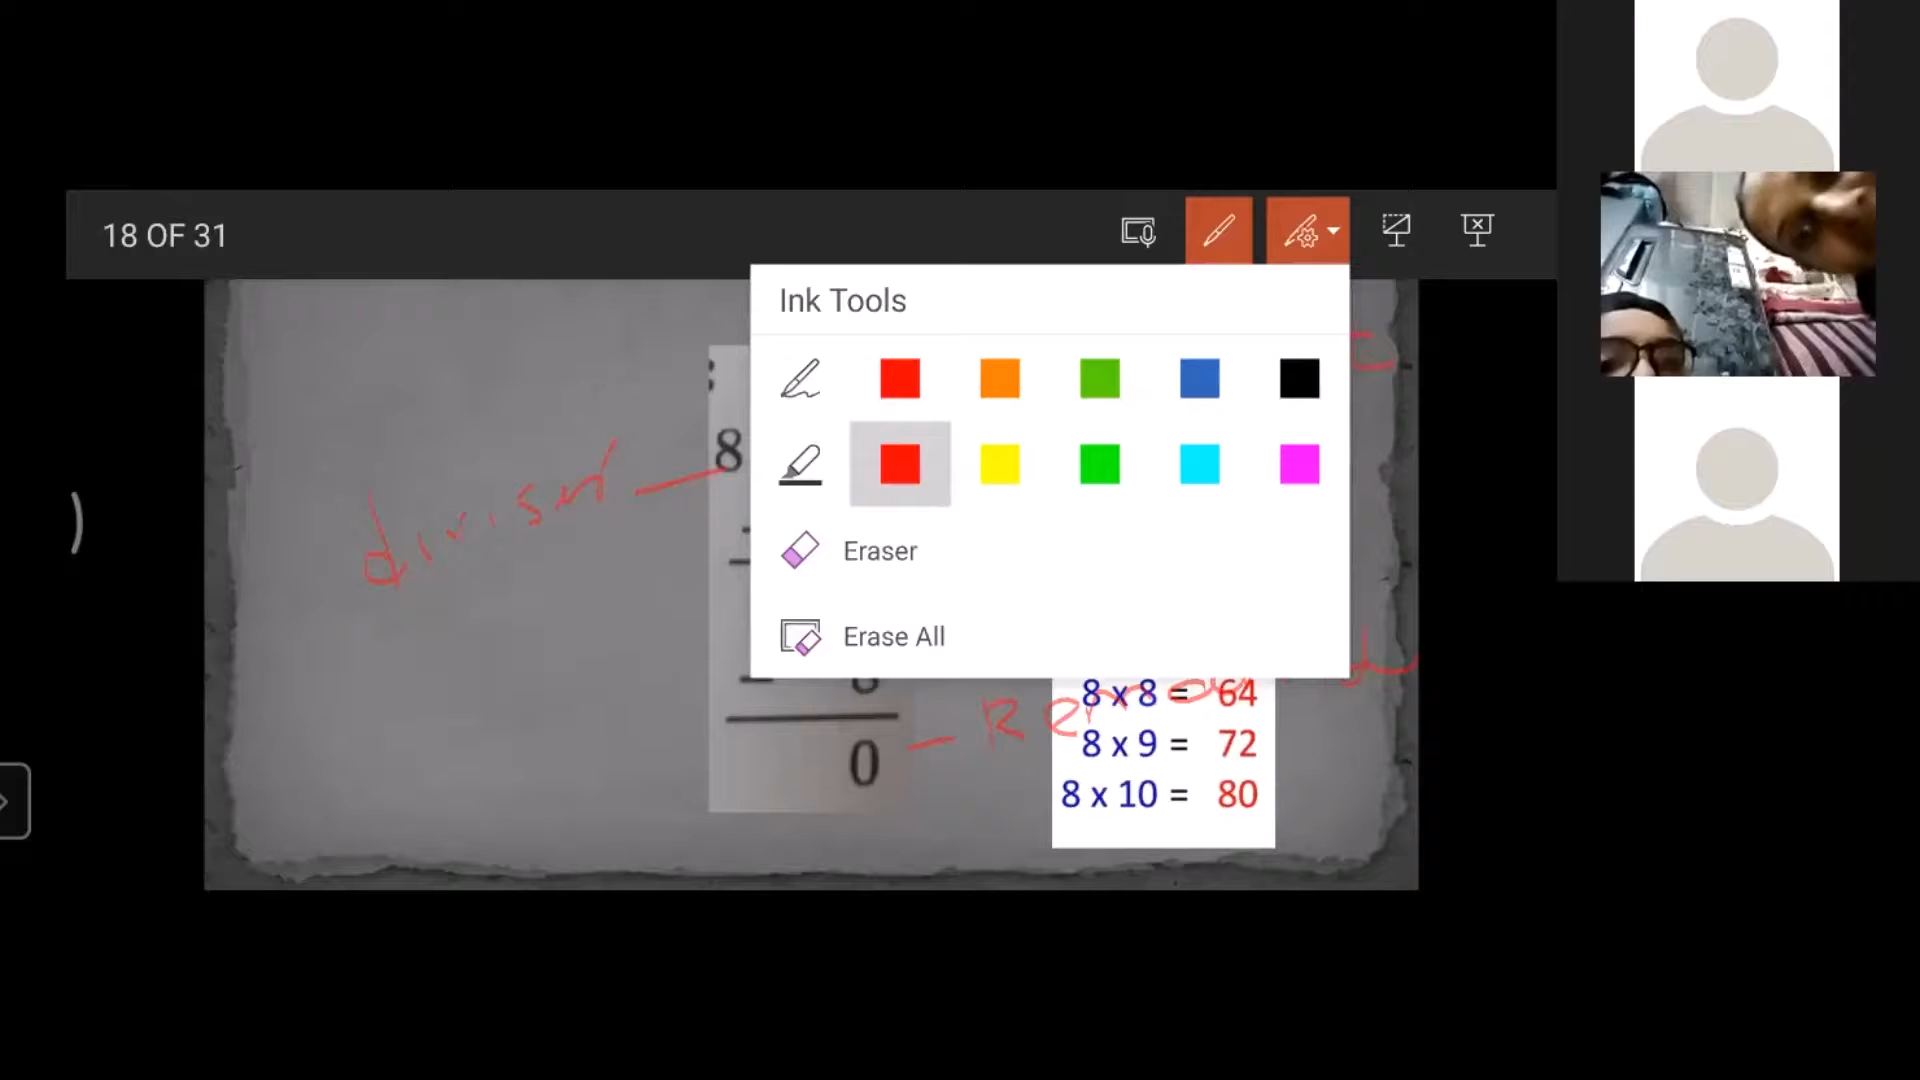 18 OF 31
Ink Tools
8
diviser
Eraser
Erase All
8 x 8 = 64
8 x 9 = 72
0
8 x 10 = 80